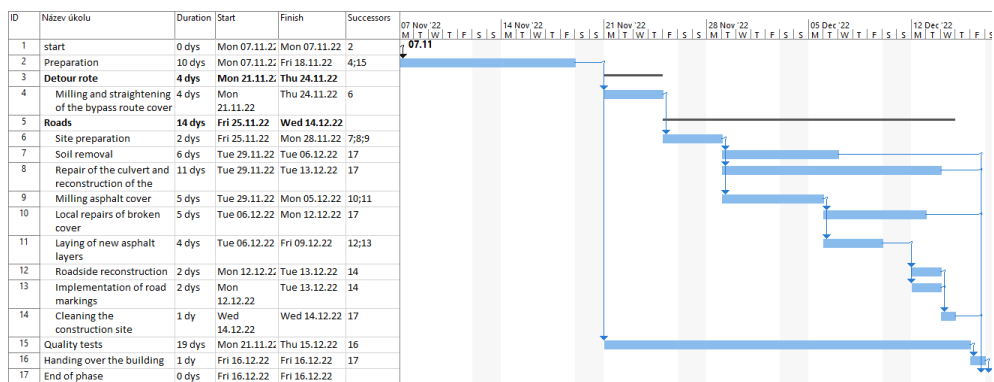 ID Název úkolu Duration Start Finish Successors
07 Nov '22 14 Nov '22 21 Nov '22 28 Nov '22 05 Dec '22 12 Dec '22
M T W T F S S M T W T F S S M T W T F S S M T W T F S S M T W T F S S M T W T F S
1 start 0 dys Mon 07.11.22 Mon 07.11.22 2
07.11
2 Preparation 10 dys Mon 07.11.22 Fri 18.11.22 4;15
3 Detour rote 4 dys Mon 21.11.22 Thu 24.11.22
4 Milling and straightening 4 dys Mon Thu 24.11.22 6
of the bypass route cover 21.11.22
5 Roads 14 dys Fri 25.11.22 Wed 14.12.22
6 Site preparation 2 dys Fri 25.11.22 Mon 28.11.22 7;8;9
7 Soil removal 6 dys Tue 29.11.22 Tue 06.12.22 17
8 Repair of the culvert and 11 dys Tue 29.11.22 Tue 13.12.22 17
reconstruction of the
9 Milling asphalt cover 5 dys Tue 29.11.22 Mon 05.12.22 10;11
10 Local repairs of broken 5 dys Tue 06.12.22 Mon 12.12.22 17
cover
11 Laying of new asphalt 4 dys Tue 06.12.22 Fri 09.12.22 12;13
layers
12 Roadside reconstruction 2 dys Mon 12.12.22 Tue 13.12.22 14
13 Implementation of road 2 dys Mon Tue 13.12.22 14
markings 12.12.22
14 Cleaning the 1 dy Wed Wed 14.12.22 17
construction site 14.12.22
15 Quality tests 19 dys Mon 21.11.22 Thu 15.12.22 16
16 Handing over the building 1 dy Fri 16.12.22 Fri 16.12.22 17
17 End of phase 0 dys Fri 16.12.22 Fri 16.12.22